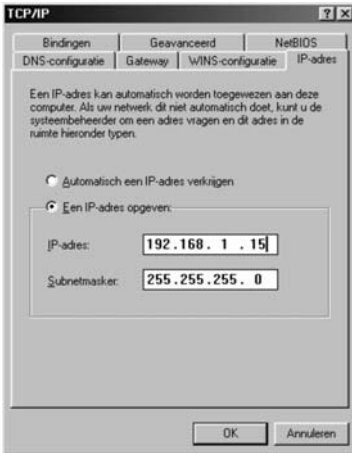 TCP/IP
Bindingen Geavanceerd NetBIOS
DNS-configuratie Gateway WINS-configuratie IP-adres
Een IP-adres kan automatisch worden toegewezen aan deze
computer. Als uw netwerk dit niet automatisch doet, kunt u de
systeembeheerder om een adres vragen en dit adres in de
ruimte hieronder typen.
Automatisch een IP-adres verkrijgen
Een IP-adres opgeven:
IP-adres: 192.168. 1 .15
Subnetmasker: 255.255.255. 0
OK Annuleren